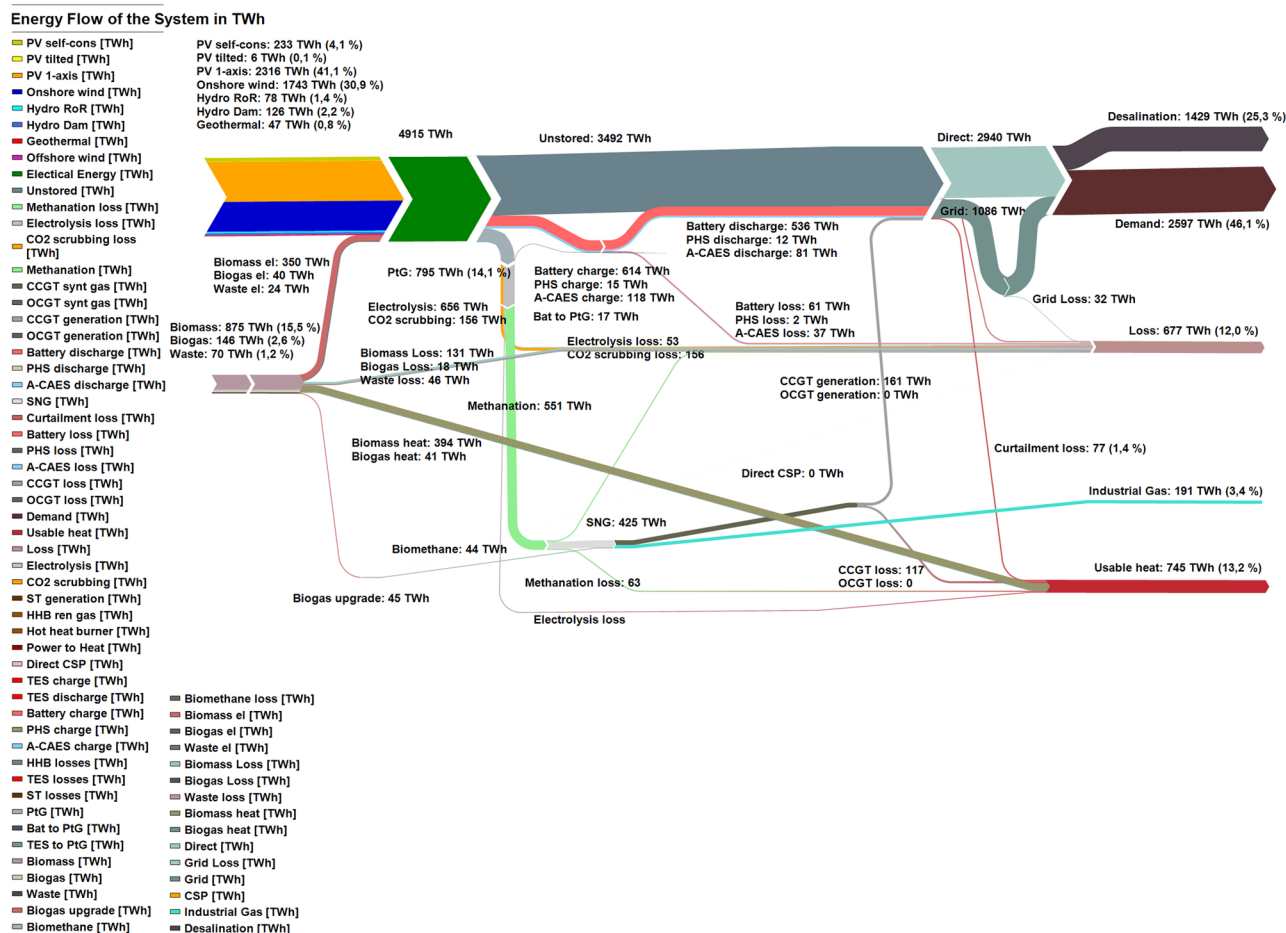 Energy Flow of the System in TWh
PV self-cons [TWh]
PV tilted [TWh]
PV 1-axis [TWh]
Onshore wind [TWh]
Hydro RoR [TWh]
Hydro Dam [TWh]
Geothermal [TWh]
Offshore wind [TWh]
Electical Energy [TWh]
Unstored [TWh]
Methanation loss [TWh]
Electrolysis loss [TWh]
CO2 scrubbing loss
[TWh]
Methanation [TWh]
CCGT synt gas [TWh]
OCGT synt gas [TWh]
CCGT generation [TWh]
OCGT generation [TWh]
Battery discharge [TWh]
PHS discharge [TWh]
A-CAES discharge [TWh]
SNG [TWh]
Curtailment loss [TWh]
Battery loss [TWh]
PHS loss [TWh]
A-CAES loss [TWh]
CCGT loss [TWh]
OCGT loss [TWh]
Demand [TWh]
Usable heat [TWh]
Loss [TWh]
Electrolysis [TWh]
CO2 scrubbing [TWh]
ST generation [TWh]
HHB ren gas [TWh]
Hot heat burner [TWh]
Power to Heat [TWh]
Direct CSP [TWh]
TES charge [TWh]
TES discharge [TWh]
Battery charge [TWh]
PHS charge [TWh]
A-CAES charge [TWh]
HHB losses [TWh]
TES losses [TWh]
ST losses [TWh]
PtG [TWh]
Bat to PtG [TWh]
TES to PtG [TWh]
Biomass [TWh]
Biogas [TWh]
Waste [TWh]
Biogas upgrade [TWh]
Biomethane [TWh]
Biomethane loss [TWh]
Biomass el [TWh]
Biogas el [TWh]
Waste el [TWh]
Biomass Loss [TWh]
Biogas Loss [TWh]
Waste loss [TWh]
Biomass heat [TWh]
Biogas heat [TWh]
Direct [TWh]
Grid Loss [TWh]
Grid [TWh]
CSP [TWh]
Industrial Gas [TWh]
Desalination [TWh]
PV self-cons: 233 TWh (4,1 %)
PV tilted: 6 TWh (0,1 %)
PV 1-axis: 2316 TWh (41,1 %)
Onshore wind: 1743 TWh (30,9 %)
Hydro RoR: 78 TWh (1,4 %)
Hydro Dam: 126 TWh (2,2 %)
Geothermal: 47 TWh (0,8 %)
4915 TWh
Unstored: 3492 TWh
Direct: 2940 TWh
Desalination: 1429 TWh (25,3 %)
Grid: 1086 TWh
Demand: 2597 TWh (46,1 %)
Battery discharge: 536 TWh
PHS discharge: 12 TWh
A-CAES discharge: 81 TWh
Biomass el: 350 TWh
Biogas el: 40 TWh
Waste el: 24 TWh
PtG: 795 TWh (14,1 %)
Battery charge: 614 TWh
PHS charge: 15 TWh
A-CAES charge: 118 TWh
Bat to PtG: 17 TWh
Electrolysis: 656 TWh
CO2 scrubbing: 156 TWh
Battery loss: 61 TWh
PHS loss: 2 TWh
A-CAES loss: 37 TWh
Grid Loss: 32 TWh
Loss: 677 TWh (12,0 %)
Biomass: 875 TWh (15,5 %)
Biogas: 146 TWh (2,6 %)
Waste: 70 TWh (1,2 %)
Biomass Loss: 131 TWh
Biogas Loss: 18 TWh
Waste loss: 46 TWh
Electrolysis loss: 53
CO2 scrubbing loss: 156
CCGT generation: 161 TWh
OCGT generation: 0 TWh
Methanation: 551 TWh
Biomass heat: 394 TWh
Biogas heat: 41 TWh
Curtailment loss: 77 (1,4 %)
Direct CSP: 0 TWh
Industrial Gas: 191 TWh (3,4 %)
SNG: 425 TWh
Biomethane: 44 TWh
CCGT loss: 117
OCGT loss: 0
Usable heat: 745 TWh (13,2 %)
Methanation loss: 63
Biogas upgrade: 45 TWh
Electrolysis loss